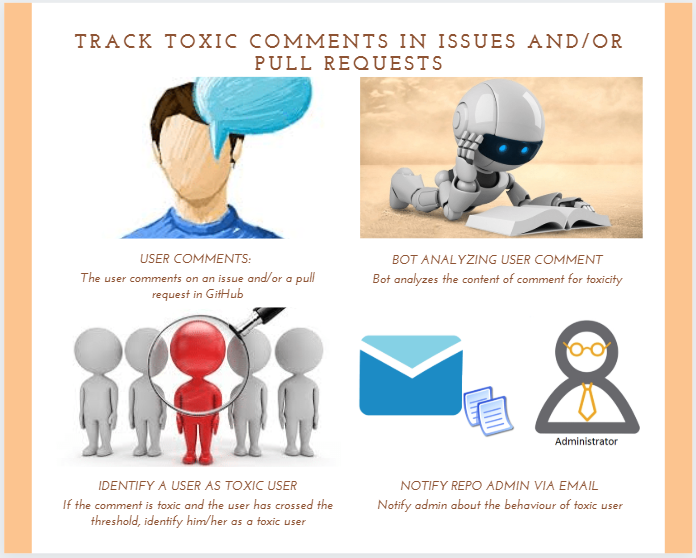 TRACK TOXIC COMMENTS IN ISSUES AND/OR
PULL REQUESTS
USER COMMENTS:
The user comments on an issue and/or a pull
request in GitHub
BOT ANALYZING USER COMMENT
Bot analyzes the content of comment for toxicity
Administrator
IDENTIFY A USER AS TOXIC USER
If the comment is toxic and the user has crossed the
threshold, identify him/her as a toxic user
NOTIFY REPO ADMIN VIA EMAIL
Notify admin about the behaviour of toxic user